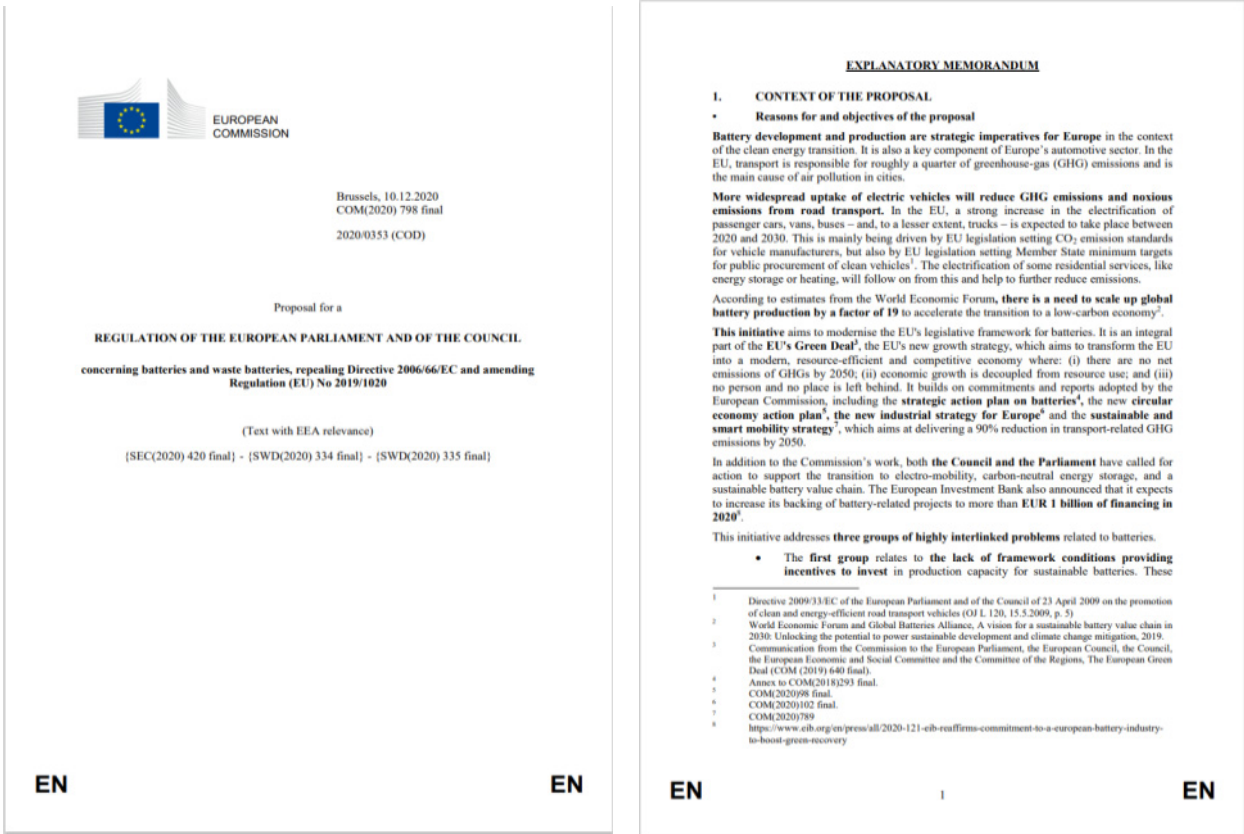 EUROPEAN
COMMISSION
Brussels, 10.12.2020
COM(2020) 798 final
2020/0353 (COD)
Proposal for a
REGULATION OF THE EUROPEAN PARLIAMENT AND OF THE COUNCIL
concerning batteries and waste batteries, repealing Directive 2006/66/EC and amending
Regulation (EU) No 2019/1020
(Text with EEA relevance)
{SEC(2020) 420 final} - {SWD(2020) 334 final} - {SWD(2020) 335 final}
EN
EN
EXPLANATORY MEMORANDUM
1. CONTEXT OF THE PROPOSAL
• Reasons for and objectives of the proposal
Battery development and production are strategic imperatives for Europe in the context
of the clean energy transition. It is also a key component of Europe's automotive sector. In the
EU, transport is responsible for roughly a quarter of greenhouse-gas (GHG) emissions and is
the main cause of air pollution in cities.
More widespread uptake of electric vehicles will reduce GHG emissions and noxious
emissions from road transport. In the EU, a strong increase in the electrification of
passenger cars, vans, buses – and, to a lesser extent, trucks – is expected to take place between
2020 and 2030. This is mainly being driven by EU legislation setting CO₂ emission standards
for vehicle manufacturers, but also by EU legislation setting Member State minimum targets
for public procurement of clean vehicles¹. The electrification of some residential services, like
energy storage or heating, will follow on from this and help to further reduce emissions.
According to estimates from the World Economic Forum, there is a need to scale up global
battery production by a factor of 19 to accelerate the transition to a low-carbon economy².
This initiative aims to modernise the EU's legislative framework for batteries. It is an integral
part of the EU's Green Deal³, the EU's new growth strategy, which aims to transform the EU
into a modern, resource-efficient and competitive economy where: (i) there are no net
emissions of GHGs by 2050; (ii) economic growth is decoupled from resource use; and (iii)
no person and no place is left behind. It builds on commitments and reports adopted by the
European Commission, including the strategic action plan on batteries⁴, the new circular
economy action plan⁵, the new industrial strategy for Europe⁶ and the sustainable and
smart mobility strategy⁷, which aims at delivering a 90% reduction in transport-related GHG
emissions by 2050.
In addition to the Commission's work, both the Council and the Parliament have called for
action to support the transition to electro-mobility, carbon-neutral energy storage, and a
sustainable battery value chain. The European Investment Bank also announced that it expects
to increase its backing of battery-related projects to more than EUR 1 billion of financing in
2020⁸.
This initiative addresses three groups of highly interlinked problems related to batteries.
• The first group relates to the lack of framework conditions providing
incentives to invest in production capacity for sustainable batteries. These
1 Directive 2009/33/EC of the European Parliament and of the Council of 23 April 2009 on the promotion
of clean and energy-efficient road transport vehicles (OJ L 120, 15.5.2009, p. 5)
2 World Economic Forum and Global Batteries Alliance, A vision for a sustainable battery value chain in
2030: Unlocking the potential to power sustainable development and climate change mitigation, 2019.
3 Communication from the Commission to the European Parliament, the European Council, the Council,
the European Economic and Social Committee and the Committee of the Regions, The European Green
Deal (COM (2019) 640 final).
4 Annex to COM(2018)293 final.
5 COM(2020)98 final.
6 COM(2020)102 final.
7 COM(2020)789
8 https://www.eib.org/en/press/all/2020-121-eib-reaffirms-commitment-to-a-european-battery-industry-
to-boost-green-recovery
EN
1
EN